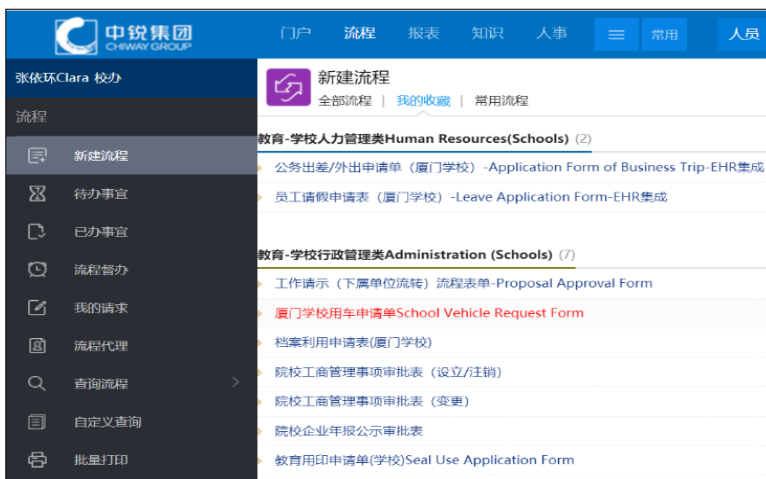 中锐集团
CHIWAY GROUP
门户 流程 报表 知识 人事 常用 人员
张依环Clara 校办
流程
新建流程
待办事宜
已办事宜
流程督办
我的请求
流程代理
查询流程
自定义查询
批量打印
新建流程
全部流程 | 我的收藏 | 常用流程
教育-学校人力管理类Human Resources(Schools) (2)
公务出差/外出申请单（厦门学校）-Application Form of Business Trip-EHR集成
员工请假申请表（厦门学校）-Leave Application Form-EHR集成
教育-学校行政管理类Administration (Schools) (7)
工作请示（下属单位流转）流程表单-Proposal Approval Form
厦门学校用车申请单School Vehicle Request Form
档案利用申请表(厦门学校)
院校工商管理事项审批表（设立/注销）
院校工商管理事项审批表（变更）
院校企业年报公示审批表
教育用印申请单(学校)Seal Use Application Form